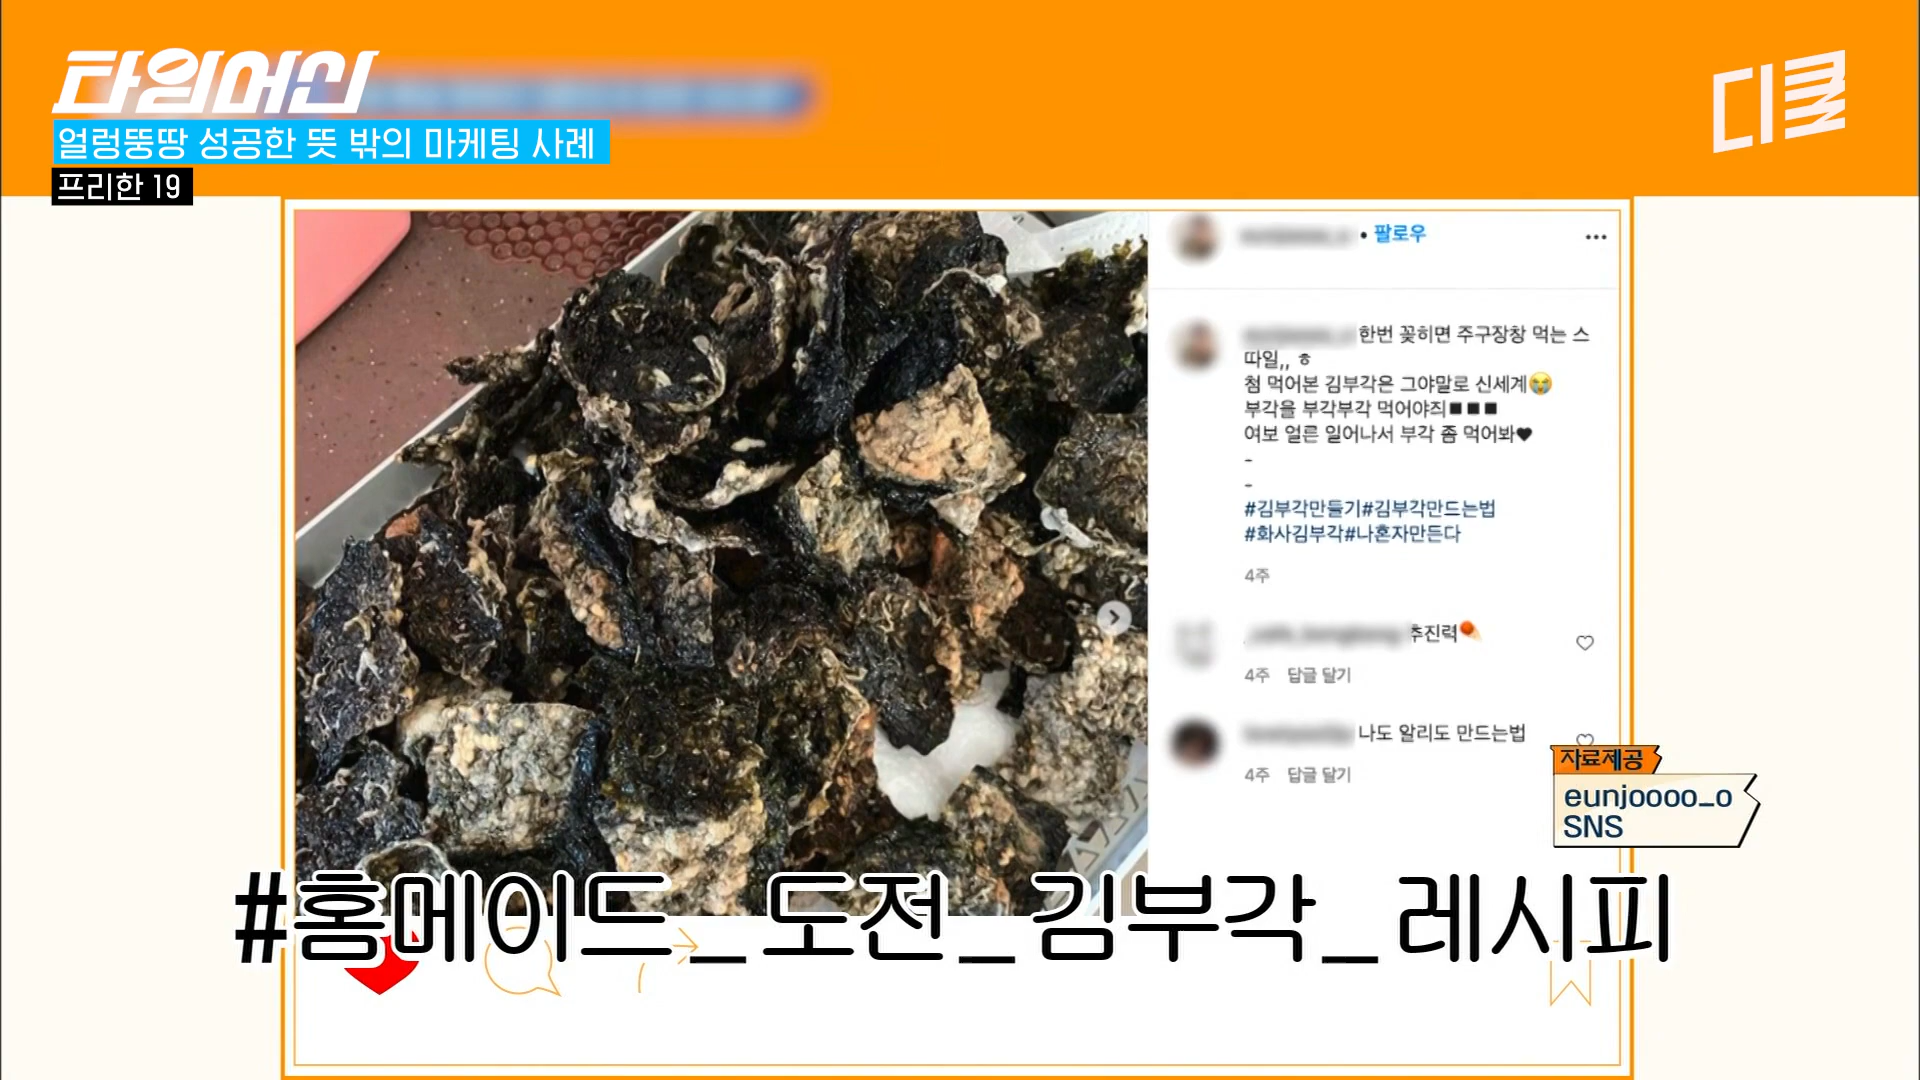 타임머신
디클
얼렁뚱땅 성공한 뜻 밖의 마케팅 사례
프리한 19
• 팔로우
한번 꽂히면 주구장창 먹는 스
따일,, ㅎ
첨 먹어본 김부각은 그야말로 신세계😭
부각을 부각부각 먹어야죄■■■
여보 얼른 일어나서 부각 좀 먹어봐♥
-
-
#김부각만들기#김부각만드는법
#화사김부각#나혼자만든다
4주
추진력
4주 답글 달기
나도 알리도 만드는법
4주 답글 달기
자료제공
eunjoooo_o
SNS
#홈메이드_도전_김부각_레시피